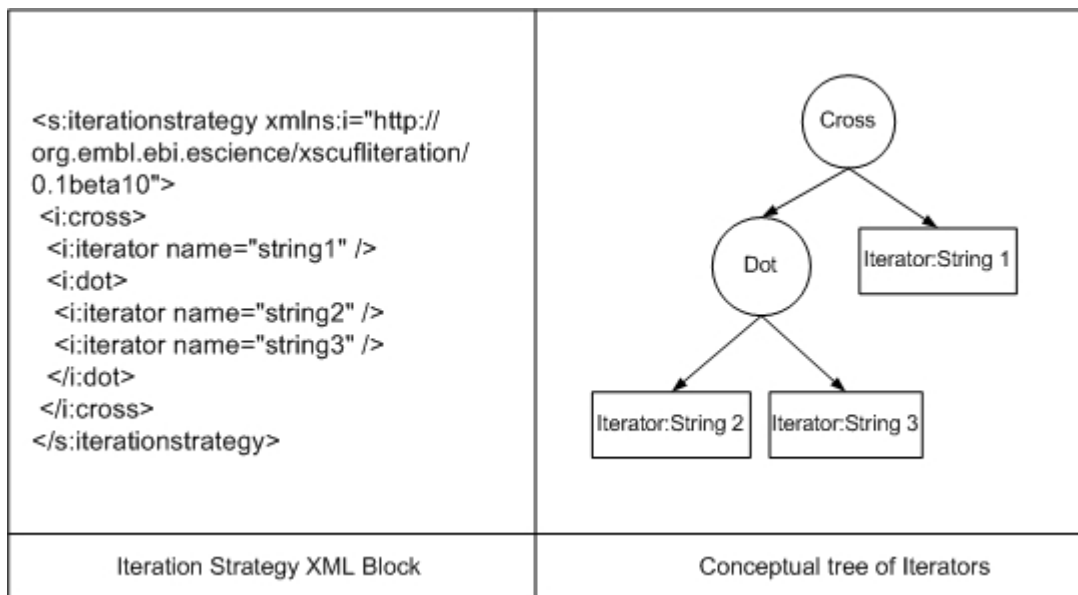 <s:iterationstrategy xmlns:i="http://
org.embl.ebi.escience/xscufliteration/
0.1beta10">
<i:cross>
<i:iterator name="string1" />
<i:dot>
<i:iterator name="string2" />
<i:iterator name="string3" />
</i:dot>
</i:cross>
</s:iterationstrategy>
Cross
Dot
Iterator:String 1
Iterator:String 2
Iterator:String 3
Iteration Strategy XML Block
Conceptual tree of Iterators